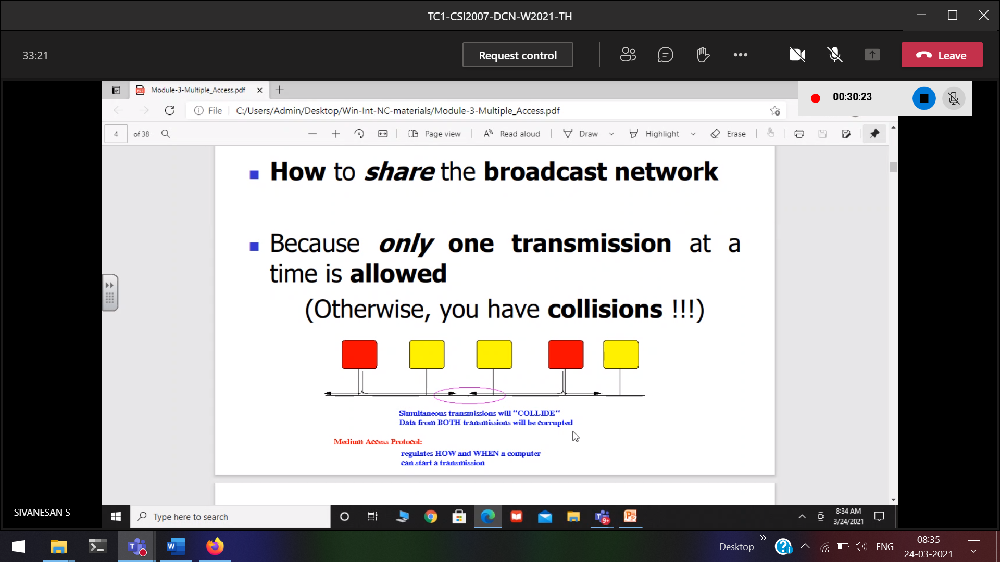 TC1-CSI2007-DCN-W2021-TH
33:21
Request control
Leave
Module-3-Multiple_Access.pdf
00:30:23
File
C:/Users/Admin/Desktop/Win-Int-NC-materials/Module-3-Multiple_Access.pdf
4 of 38
Page view
Read aloud
Draw
Highlight
Erase
How to share the broadcast network
Because only one transmission at a
time is allowed
(Otherwise, you have collisions !!!)
Simultaneous transmissions will "COLLIDE"
Data from BOTH transmissions will be corrupted
Medium Access Protocol:
regulates HOW and WHEN a computer
can start a transmission
SIVANESAN S
Type here to search
9+
8:34 AM
3/24/2021
Desktop
ENG
08:35
24-03-2021